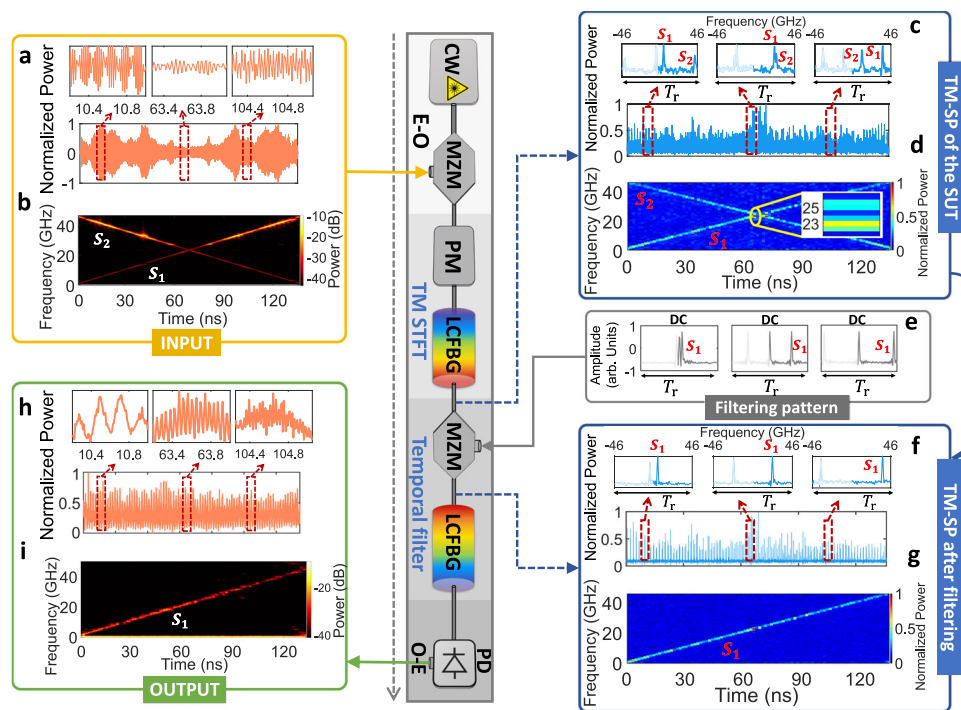 a
Normalized Power
10.4 10.8
63.4 63.8
104.4 104.8
1
0
-1
b
Frequency (GHz)
40
20
0
S2
S1
-10
-20
-30
-40
Power (dB)
0 30 60 90 120
Time (ns)
INPUT
CW
E-O
MZM
PM
TM STFT
LCFBG
MZM
Temporal filter
LCFBG
PD
O-E
c
Frequency (GHz)
-46 46 -46 46 -46 46
S1
S2
S1
S2
S2
S1
Tr
Normalized Power
1
0.5
0
d
Frequency (GHz)
40
20
0
S2
S1
25
23
1
0.5
0
Normalized Power
0 30 60 90 120
Time (ns)
TM-SP of the SUT
e
DC DC DC
Amplitude (arb. Units)
1
0
-1
S1
S1
S1
Tr Tr Tr
Filtering pattern
f
Frequency (GHz)
-46 46 -46 46 -46 46
S1
S1
S1
Tr Tr Tr
Normalized Power
1
0.5
0
g
Frequency (GHz)
40
20
0
S1
1
0.5
0
Normalized Power
0 30 60 90 120
Time (ns)
TM-SP after filtering
h
Normalized Power
10.4 10.8
63.4 63.8
104.4 104.8
1
0.5
0
i
Frequency (GHz)
40
20
0
S1
-20
-40
Power (dB)
0 30 60 90 120
Time (ns)
OUTPUT